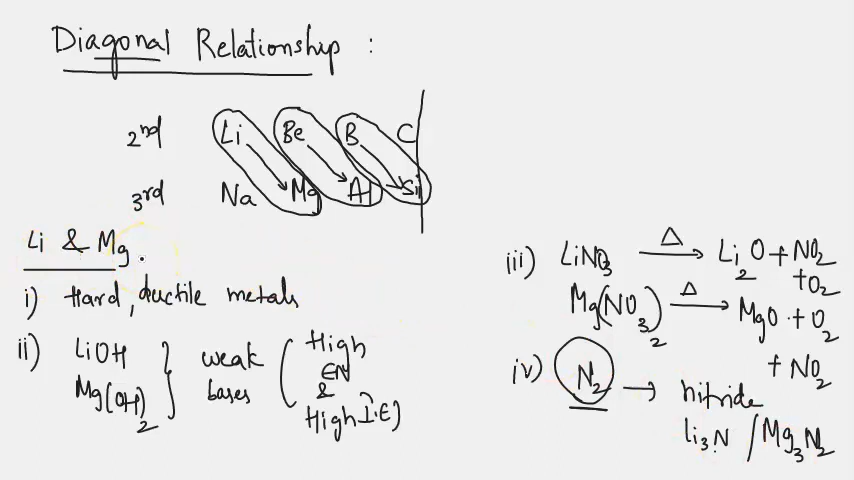 Diagonal Relationship :
2nd Li Be B C
3rd Na Mg Al Si
Li & Mg.
i) Hard, ductile metals
ii) LiOH
Mg(OH)2
weak
bases
High
EN
&
High I.E)
iii) LiNO3 Δ→ Li2O + NO2
+O2
Mg(NO3)2 Δ→ MgO + O2
+ NO2
iv) N2 → nitride
Li3N / Mg3N2